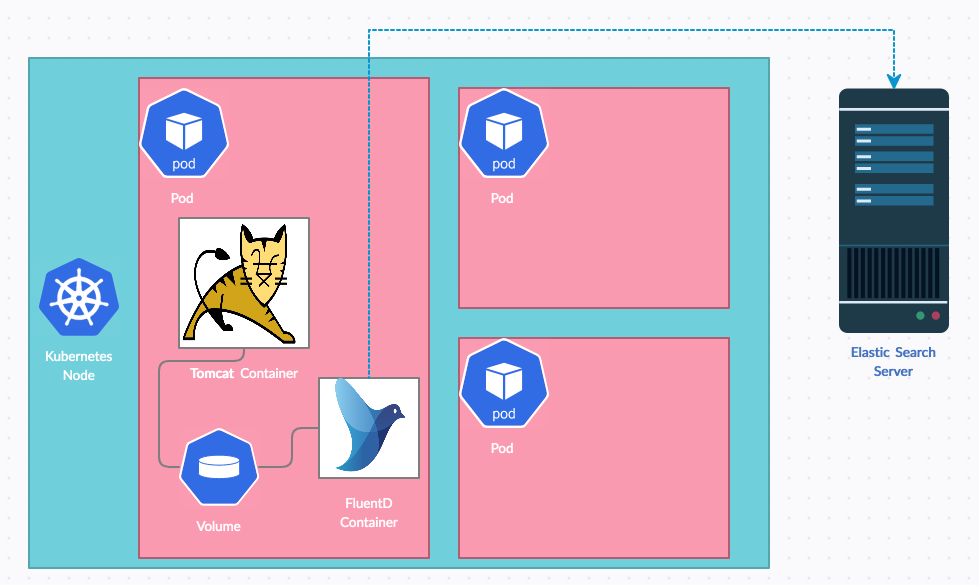 pod
Pod
Tomcat Container
Volume
FluentD
Container
pod
Pod
pod
Pod
Kubernetes
Node
Elastic Search
Server